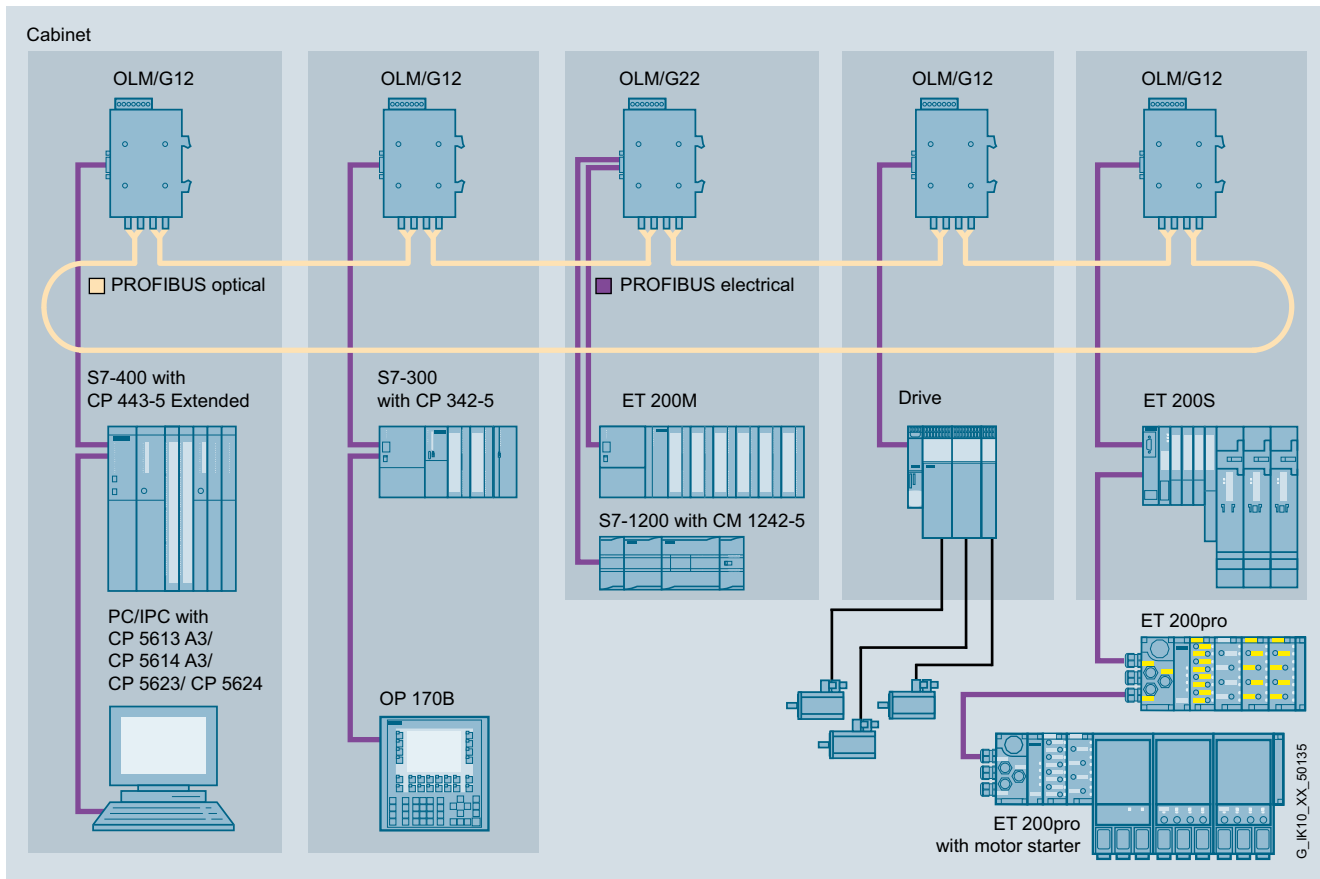 Cabinet
OLM/G12
OLM/G12
OLM/G22
OLM/G12
OLM/G12
PROFIBUS optical
PROFIBUS electrical
S7-400 with
CP 443-5 Extended
S7-300
with CP 342-5
ET 200M
Drive
ET 200S
S7-1200 with CM 1242-5
PC/IPC with
CP 5613 A3/
CP 5614 A3/
CP 5623/ CP 5624
OP 170B
ET 200pro
ET 200pro
with motor starter
G_IK10_XX_50135